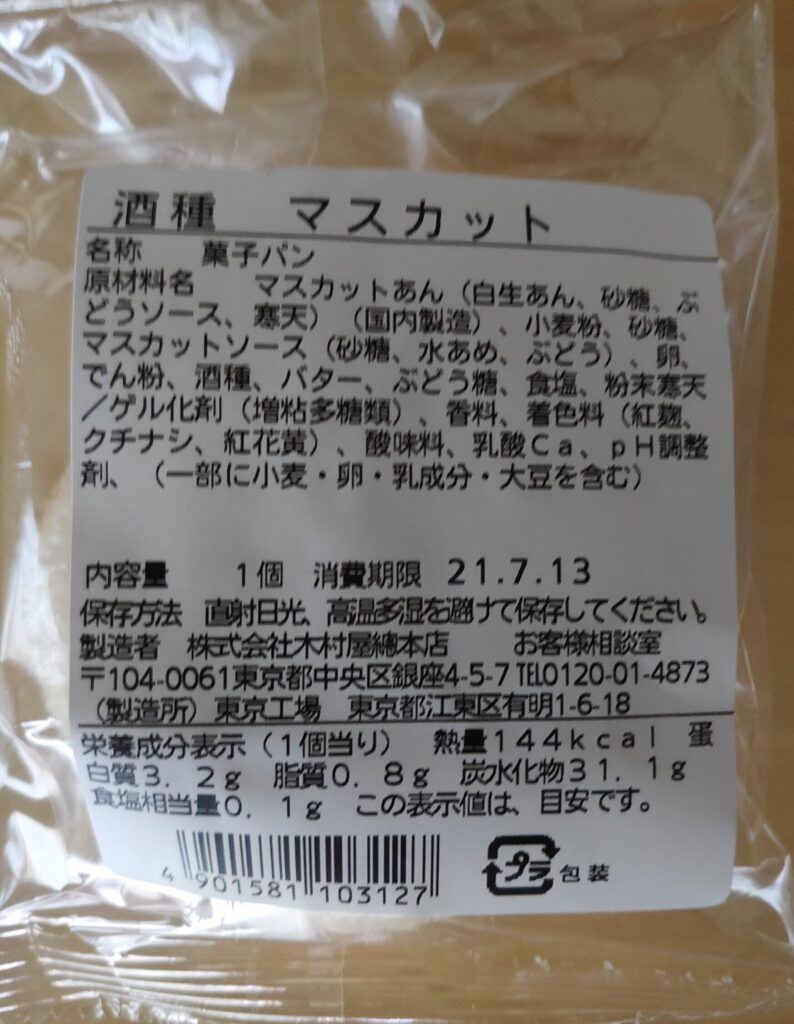 酒種　マスカット
名称　菓子パン
原材料名　マスカットあん（白生あん、砂糖、ぶ
どうソース、寒天）（国内製造）、小麦粉、砂糖、
マスカットソース（砂糖、水あめ、ぶどう）、卵、
でん粉、酒種、バター、ぶどう糖、食塩、粉末寒天
／ゲル化剤（増粘多糖類）、香料、着色料（紅麹、
クチナシ、紅花黄）、酸味料、乳酸Ｃａ、ｐＨ調整
剤、（一部に小麦・卵・乳成分・大豆を含む）
内容量　1個　消費期限　21.7.13
保存方法　直射日光、高温多湿を避けて保存してください。
製造者　株式会社木村屋總本店　お客様相談室
〒104-0061東京都中央区銀座4-5-7 TEL0120-01-4873
（製造所）東京工場　東京都江東区有明1-6-18
栄養成分表示（１個当り）　熱量１４４ｋｃａｌ　蛋
白質３．２ｇ　脂質０．８ｇ　炭水化物３１．１ｇ
食塩相当量０．１ｇ　この表示値は、目安です。
4 901581 103127
プラ 包装